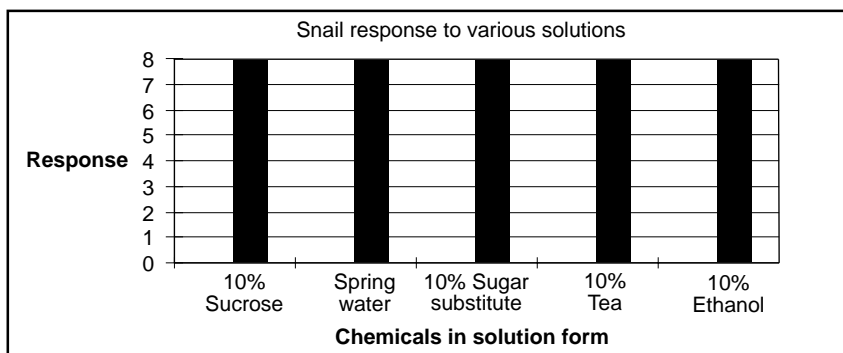 Snail response to various solutions
8
7
6
5
4
3
2
1
0
Response
10%
Sucrose
Spring
water
10% Sugar
substitute
10%
Tea
10%
Ethanol
Chemicals in solution form